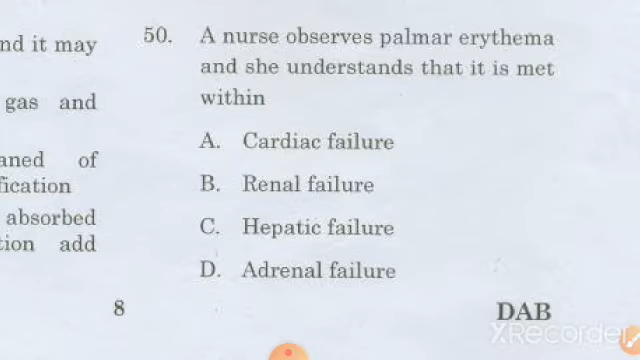 nd it may
gas and
aned of
fication
absorbed
tion add
50. A nurse observes palmar erythema
and she understands that it is met
within
A. Cardiac failure
B. Renal failure
C. Hepatic failure
D. Adrenal failure
8
DAB
XRecorder